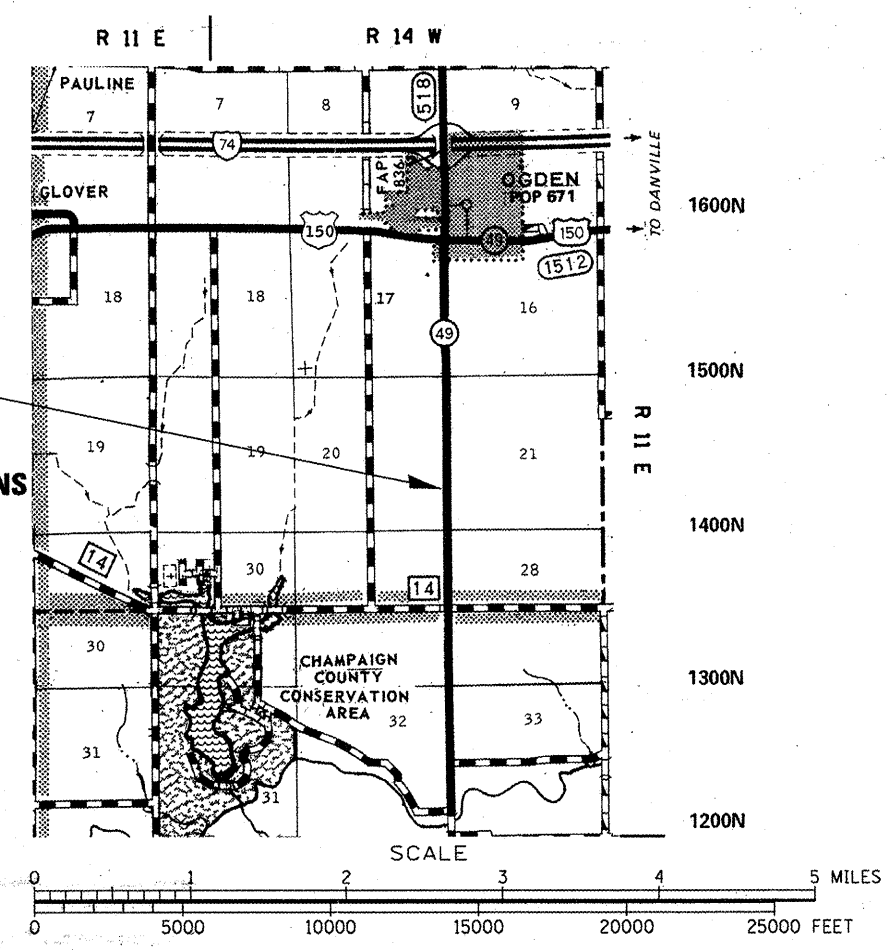 R 11 E
R 14 W
PAULINE
7
7
8
518
9
74
FAP
1836
TO DANVILLE
GLOVER
OGDEN
POP 671
1600N
150
49
150
1512
18
18
17
16
49
1500N
R 11 E
19
19
20
21
NS
1400N
14
30
14
28
30
CHAMPAIGN
COUNTY
CONSERVATION
AREA
1300N
32
33
31
31
1200N
SCALE
0 1 2 3 4 5 MILES
0 5000 10000 15000 20000 25000 FEET